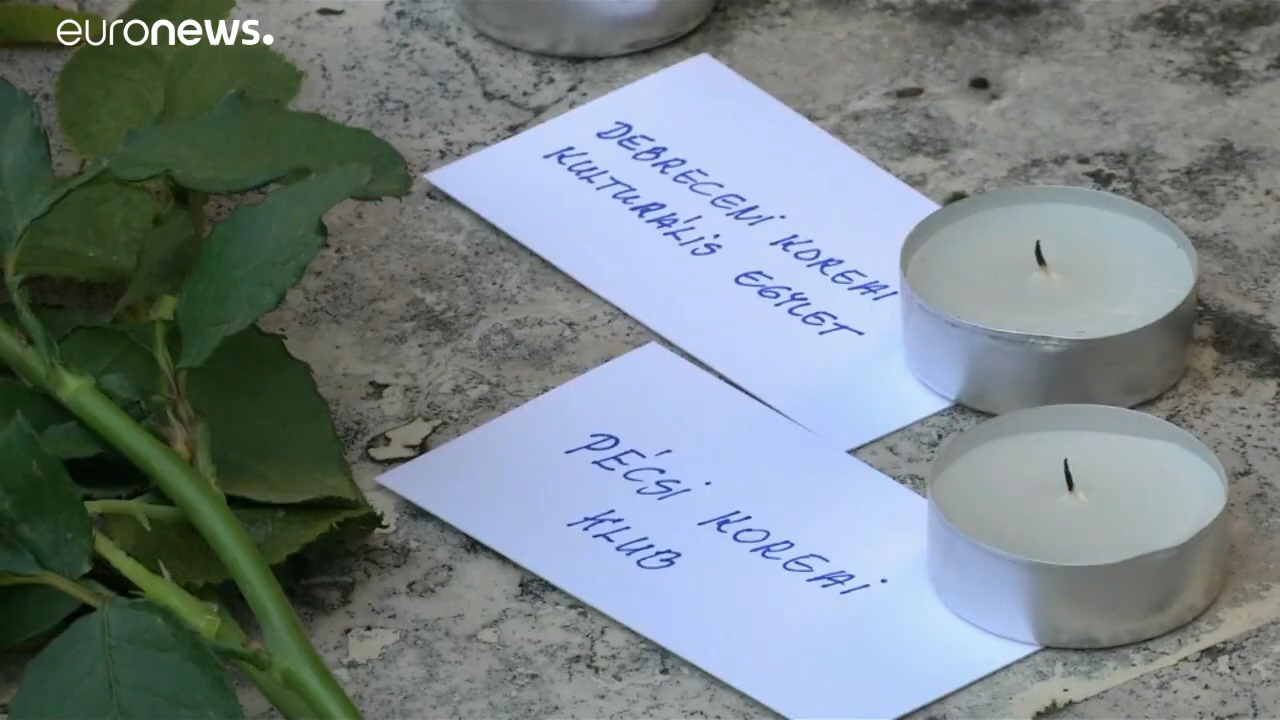 euronews.
DEBRECENI KOREAI
KULTURÁLIS EGYLET
PÉCSI KOREAI
KLUB